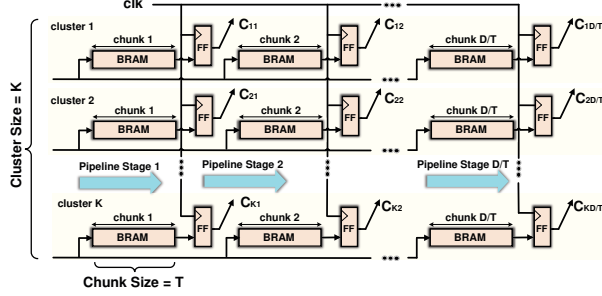 clk
cluster 1
chunk 1
BRAM
FF
C11
chunk 2
BRAM
FF
C12
chunk D/T
BRAM
FF
C1D/T
cluster 2
chunk 1
BRAM
FF
C21
chunk 2
BRAM
FF
C22
chunk D/T
BRAM
FF
C2D/T
Cluster Size = K
Pipeline Stage 1
Pipeline Stage 2
Pipeline Stage D/T
cluster K
chunk 1
BRAM
FF
CK1
chunk 2
BRAM
FF
CK2
chunk D/T
BRAM
FF
CKD/T
Chunk Size = T